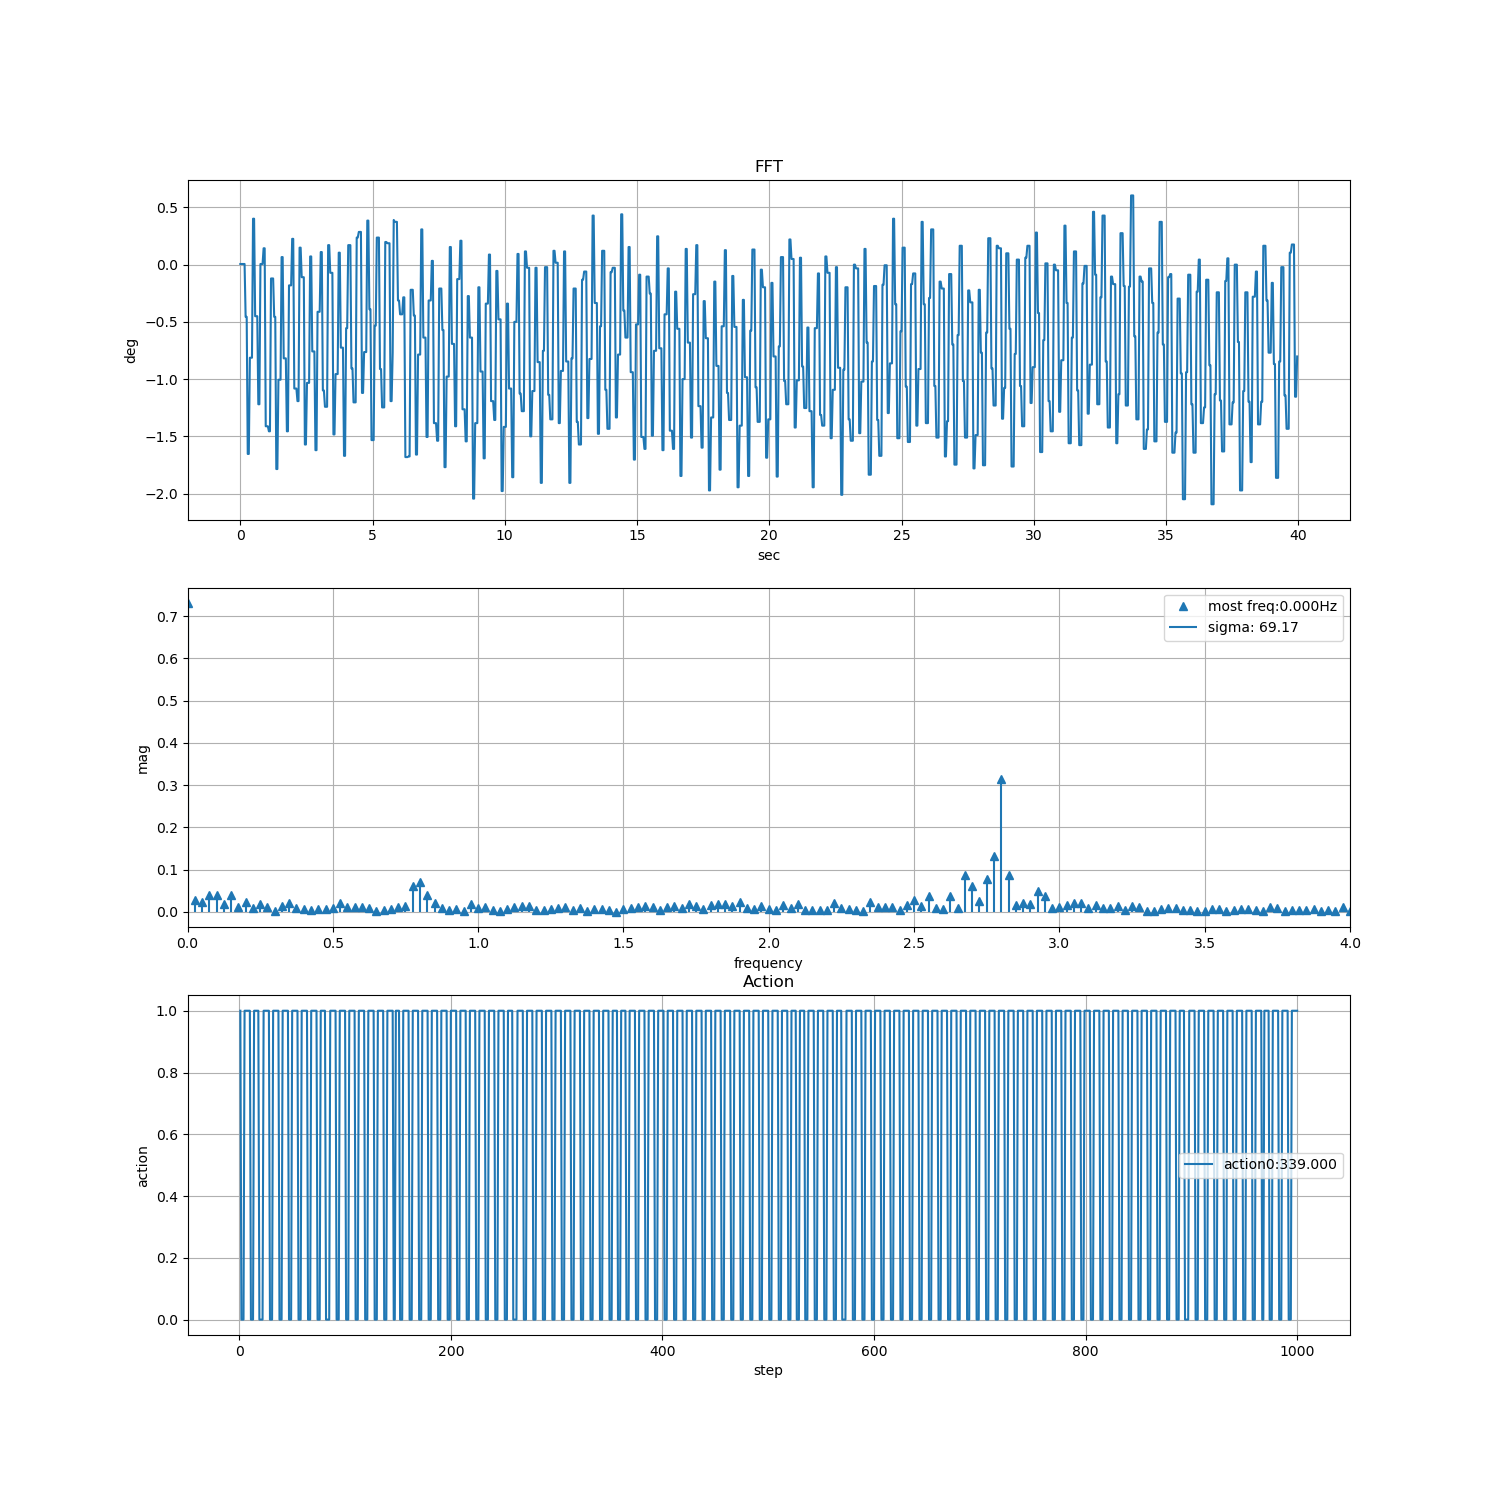 FFT
0.5
0.0
−0.5
−1.0
−1.5
−2.0
deg
0 5 10 15 20 25 30 35 40
sec
0.7
0.6
0.5
0.4
0.3
0.2
0.1
0.0
mag
most freq:0.000Hz
sigma: 69.17
0.0 0.5 1.0 1.5 2.0 2.5 3.0 3.5 4.0
frequency
Action
1.0
0.8
0.6
0.4
0.2
0.0
action
action0:339.000
0 200 400 600 800 1000
step